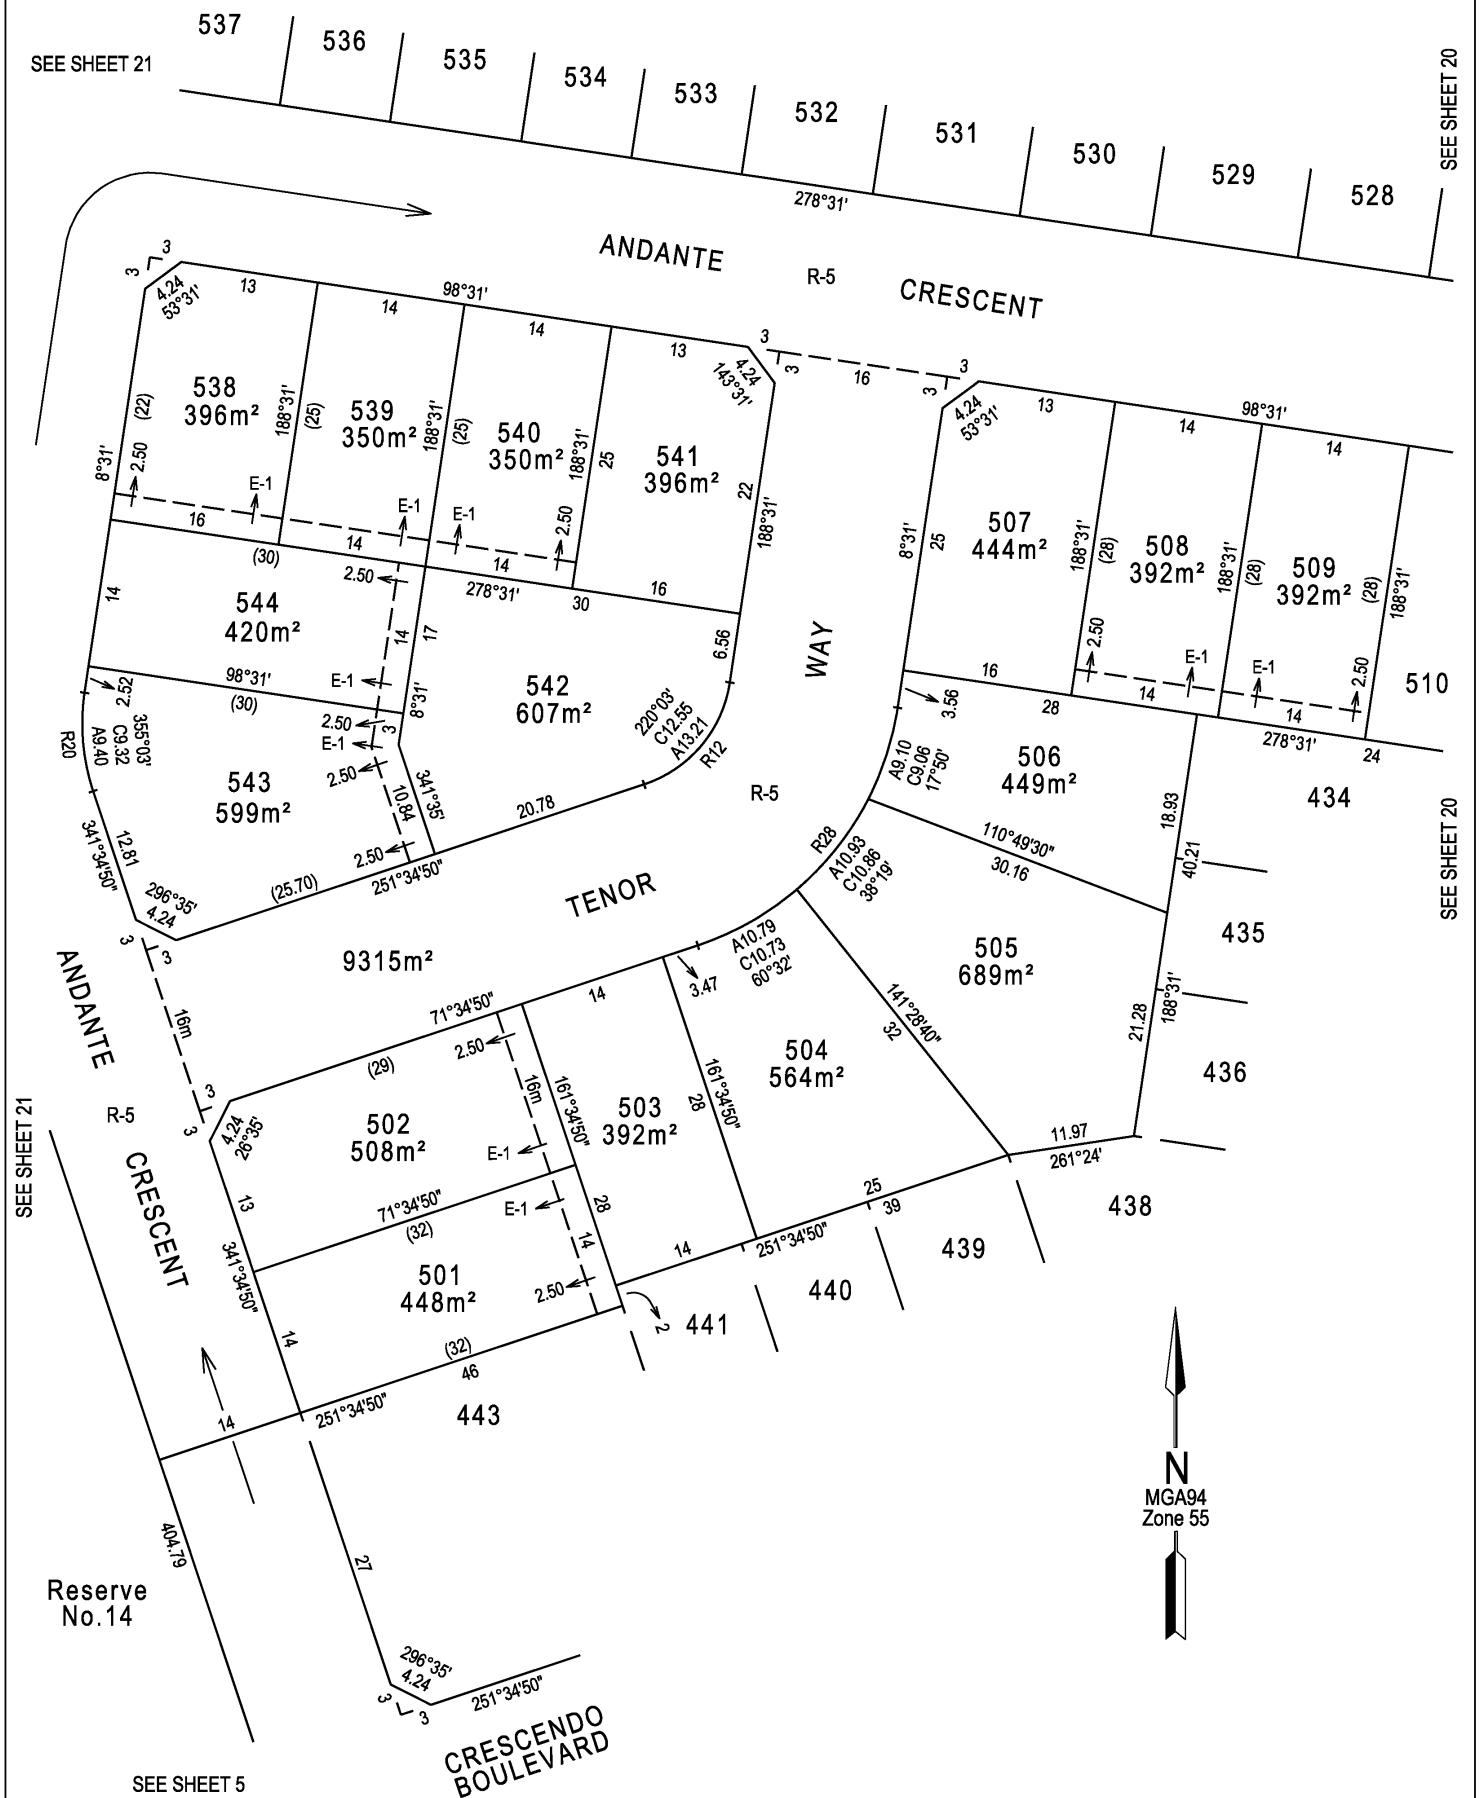 537
536
535
534
533
532
531
530
529
528
SEE SHEET 21
SEE SHEET 20
278°31'
ANDANTE
R-5
CRESCENT
3
3
4.24
53°31'
13
98°31'
14
14
13
3
3
4.24
143°31'
16
3
3
4.24
53°31'
13
98°31'
14
14
538
396m²
(22)
8°31'
2.50
188°31'
(25)
E-1
16
539
350m²
188°31'
(25)
E-1
14
540
350m²
188°31'
25
E-1
2.50
14
541
396m²
22
188°31'
16
(30)
278°31'
30
507
444m²
8°31'
25
188°31'
(28)
16
508
392m²
188°31'
(28)
2.50
E-1
14
509
392m²
(28)
188°31'
E-1
2.50
14
510
28
278°31'
24
544
420m²
14
2.50
14
17
E-1
98°31'
(30)
8°31'
542
607m²
6.56
220°03'
C12.55
A13.21
R12
WAY
R-5
2.52
355°03'
C9.32
A9.40
R20
543
599m²
2.50
3
E-1
2.50
10.84
341°35'
2.50
12.81
341°34'50"
296°35'
4.24
(25.70)
251°34'50"
20.78
3.56
A9.10
C9.06
17°50'
506
449m²
18.93
434
110°49'30"
30.16
40.21
SEE SHEET 20
R28
A10.93
C10.86
38°19'
TENOR
9315m²
505
689m²
435
188°31'
21.28
436
A10.79
C10.73
60°32'
3.47
141°28'40"
32
3
3
16m
ANDANTE
R-5
CRESCENT
SEE SHEET 21
3
3
4.24
26°35'
71°34'50"
(29)
2.50
16m
14
502
508m²
E-1
161°34'50"
503
392m²
161°34'50"
28
504
564m²
11.97
261°24'
438
13
71°34'50"
(32)
E-1
28
14
341°34'50"
501
448m²
2.50
14
25
39
251°34'50"
439
440
441
2
14
(32)
46
251°34'50"
443
14
404.79
27
Reserve
No.14
N
MGA94
Zone 55
296°35'
4.24
3
3
251°34'50"
CRESCENDO
BOULEVARD
SEE SHEET 5